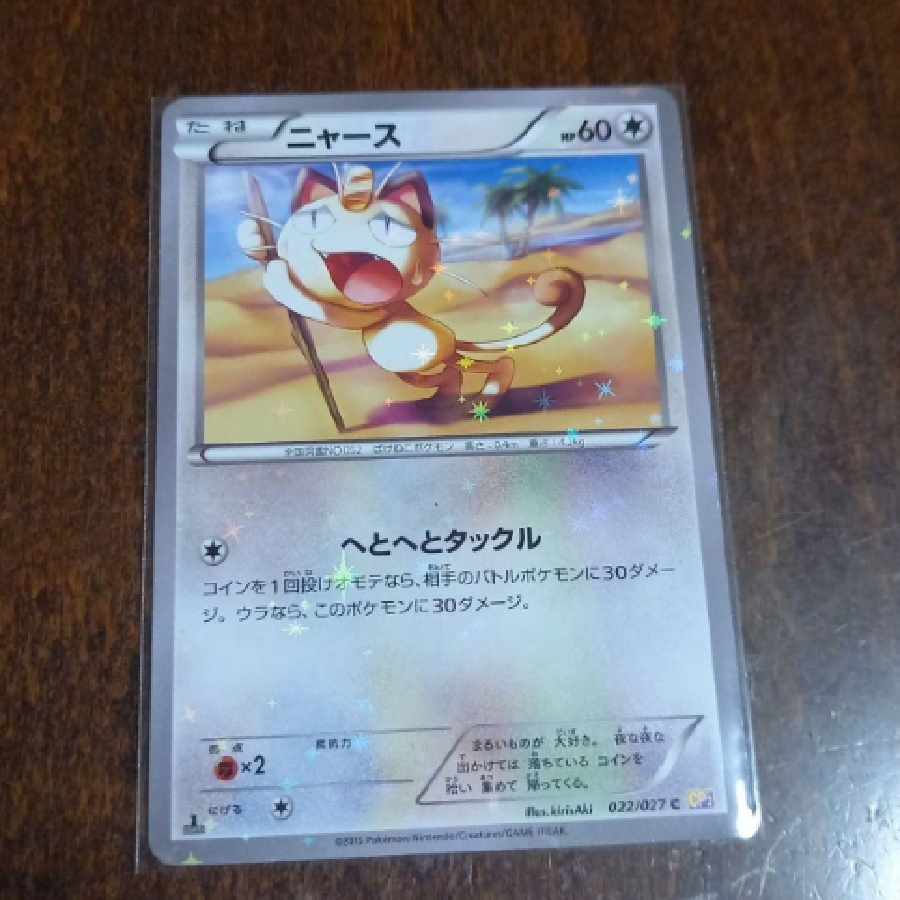 たね
ニャース
HP60
全国図鑑NO.052 ばけねこポケモン 高さ:0.4m 重さ:4.2kg
へとへとタックル
コインを1回投げオモテなら、相手のバトルポケモンに30ダメー
ジ。ウラなら、このポケモンに30ダメージ。
弱点
抵抗力
×2
まるいものが 大好き。 夜な夜な
出かけては 落ちている コインを
拾い 集めて 帰ってくる。
にげる
illus.kirisAki
022/027 C
©2015 Pokémon/Nintendo/Creatures/GAME FREAK.